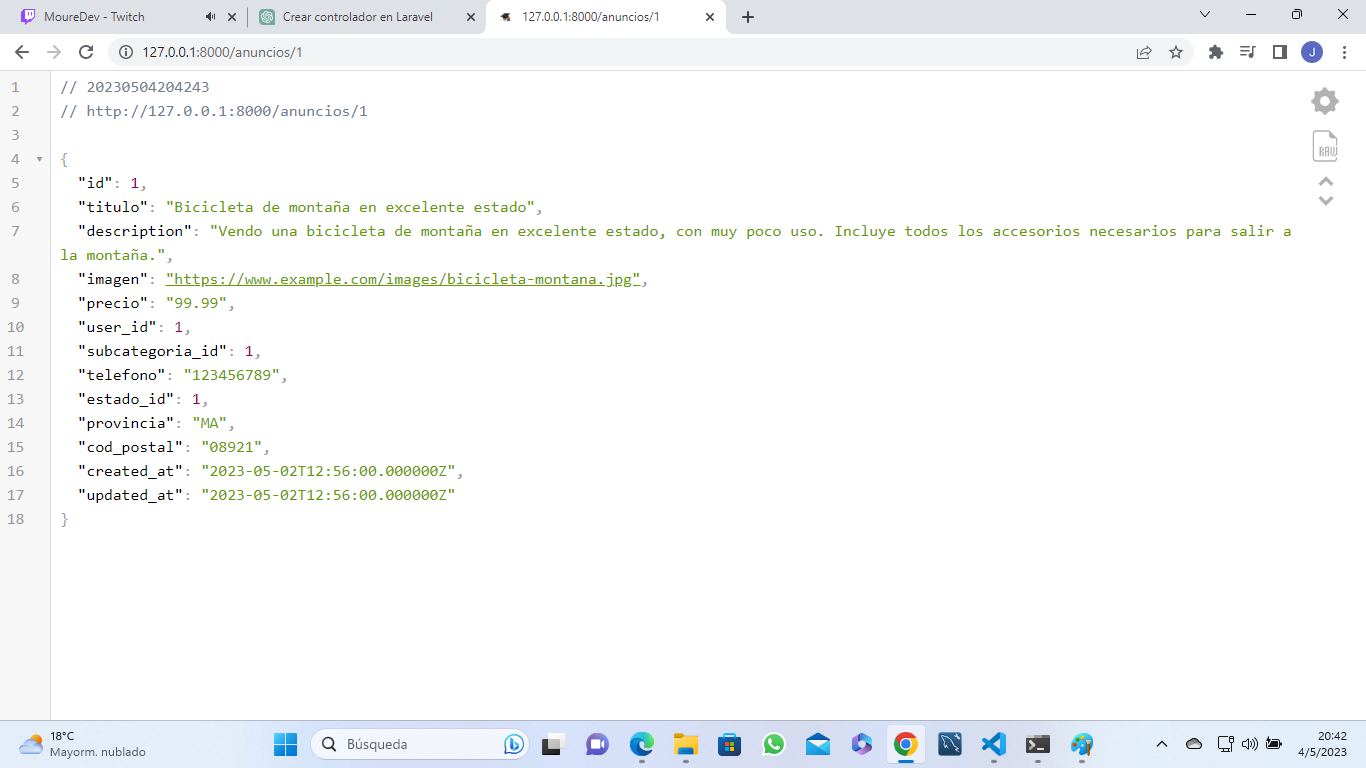 MoureDev - Twitch
Crear controlador en Laravel
127.0.0.1:8000/anuncios/1
127.0.0.1:8000/anuncios/1
J
1 // 20230504204243
2 // http://127.0.0.1:8000/anuncios/1
3
4 {
5 "id": 1,
6 "titulo": "Bicicleta de montaña en excelente estado",
7 "description": "Vendo una bicicleta de montaña en excelente estado, con muy poco uso. Incluye todos los accesorios necesarios para salir a
la montaña.",
8 "imagen": "https://www.example.com/images/bicicleta-montana.jpg",
9 "precio": "99.99",
10 "user_id": 1,
11 "subcategoria_id": 1,
12 "telefono": "123456789",
13 "estado_id": 1,
14 "provincia": "MA",
15 "cod_postal": "08921",
16 "created_at": "2023-05-02T12:56:00.000000Z",
17 "updated_at": "2023-05-02T12:56:00.000000Z"
18 }
RAW
18°C
Mayorm. nublado
Búsqueda
20:42
4/5/2023